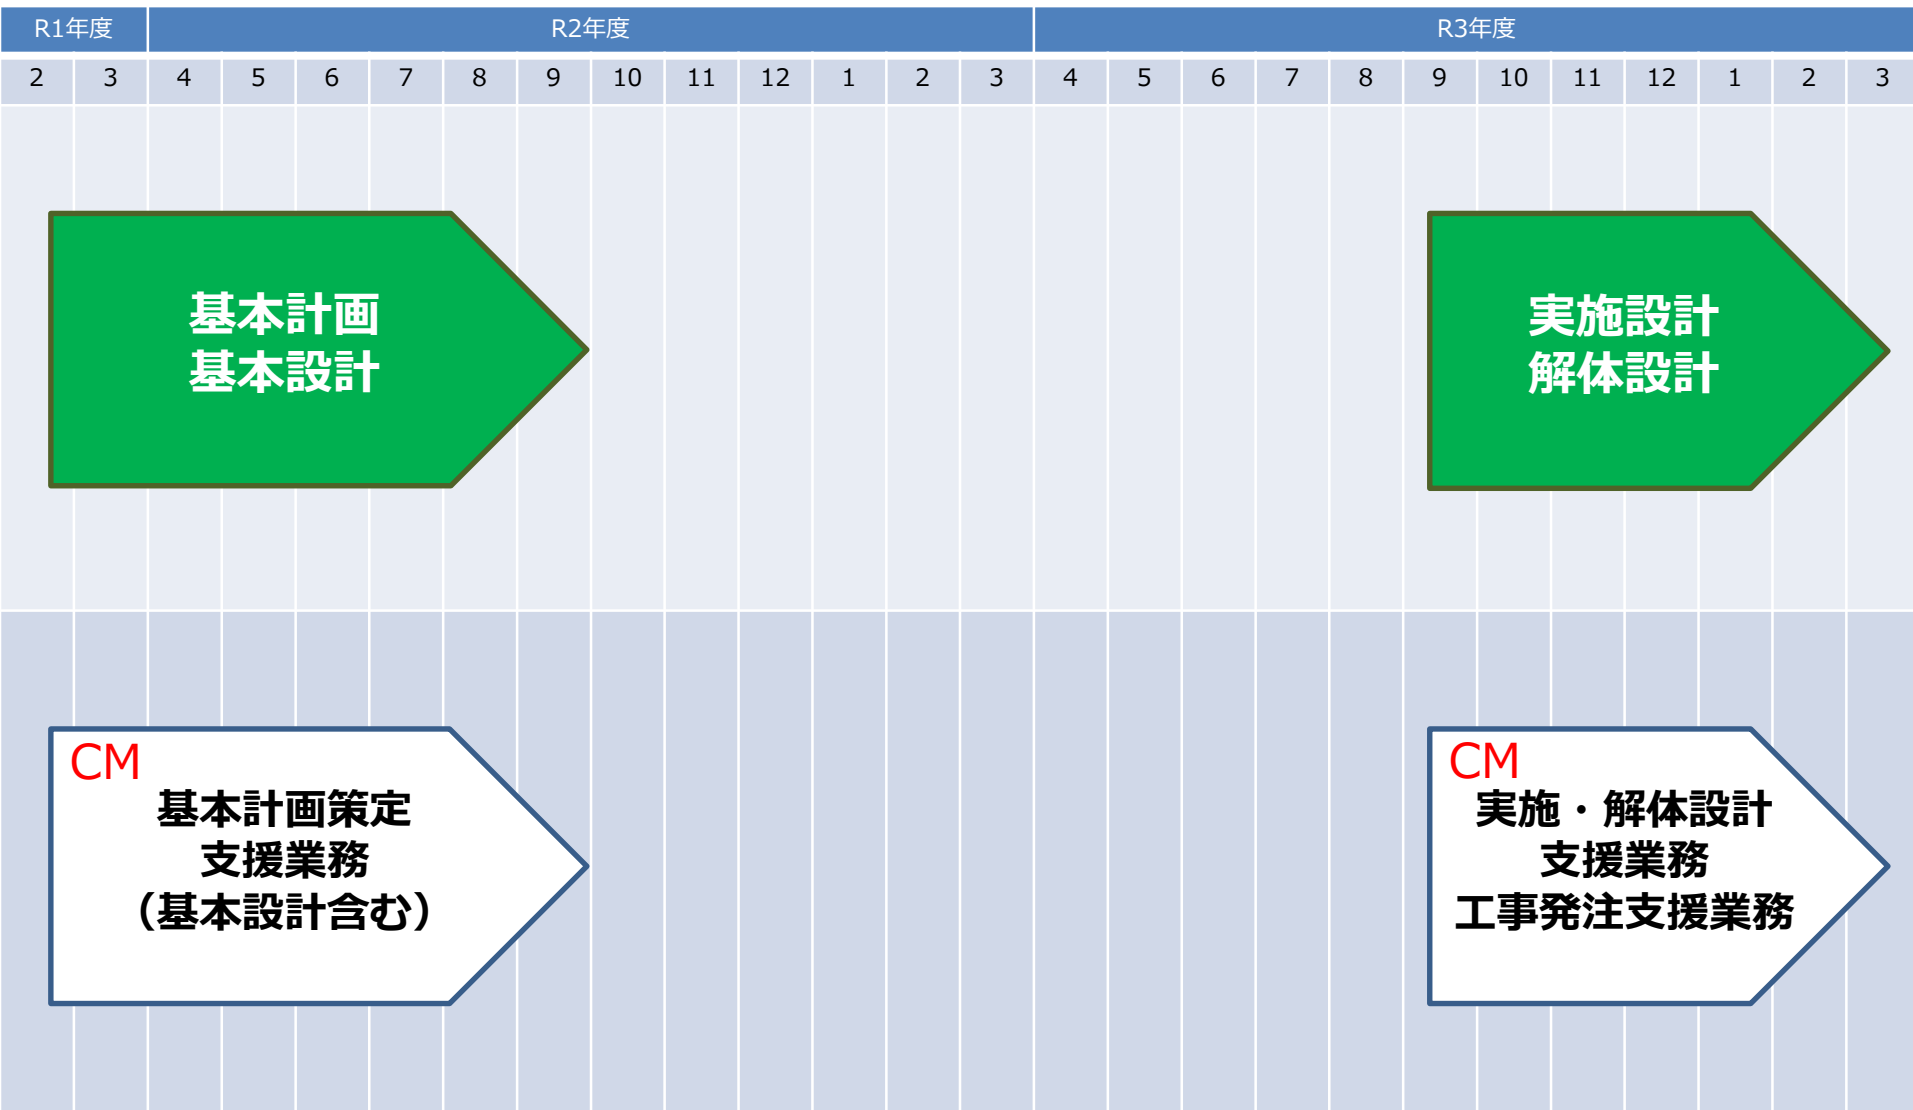 R1年度 R2年度 R3年度
2 3 4 5 6 7 8 9 10 11 12 1 2 3 4 5 6 7 8 9 10 11 12 1 2 3
基本計画
基本設計
実施設計
解体設計
CM
基本計画策定
支援業務
（基本設計含む）
CM
実施・解体設計
支援業務
工事発注支援業務